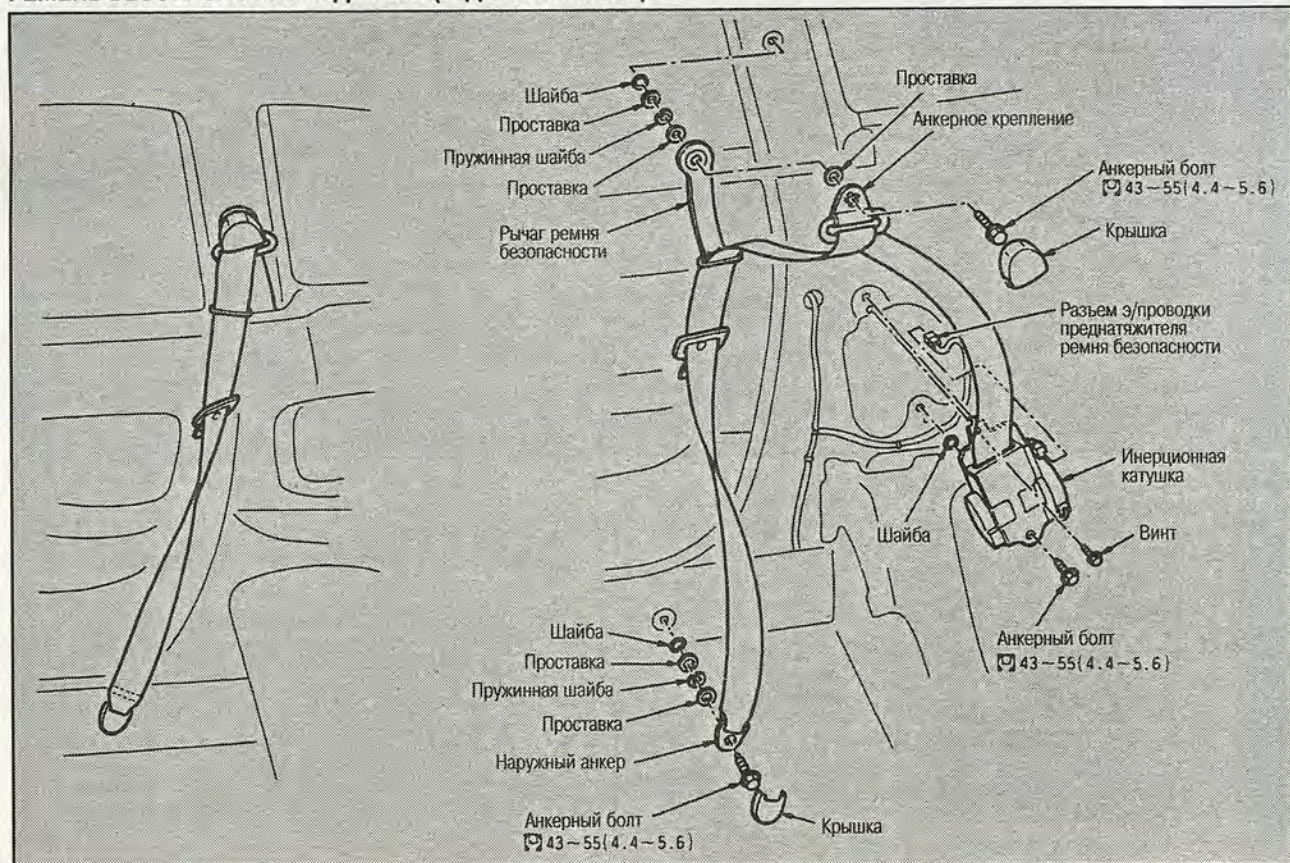 Шайба
Проставка
Пружинная шайба
Проставка
Рычаг ремня
безопасности
Проставка
Анкерное крепление
Анкерный болт
43~55(4.4~5.6)
Крышка
Разъем э/проводки
преднатяжителя
ремня безопасности
Инерционная
катушка
Шайба
Винт
Анкерный болт
43~55(4.4~5.6)
Шайба
Проставка
Пружинная шайба
Проставка
Наружный анкер
Анкерный болт
43~55(4.4~5.6)
Крышка